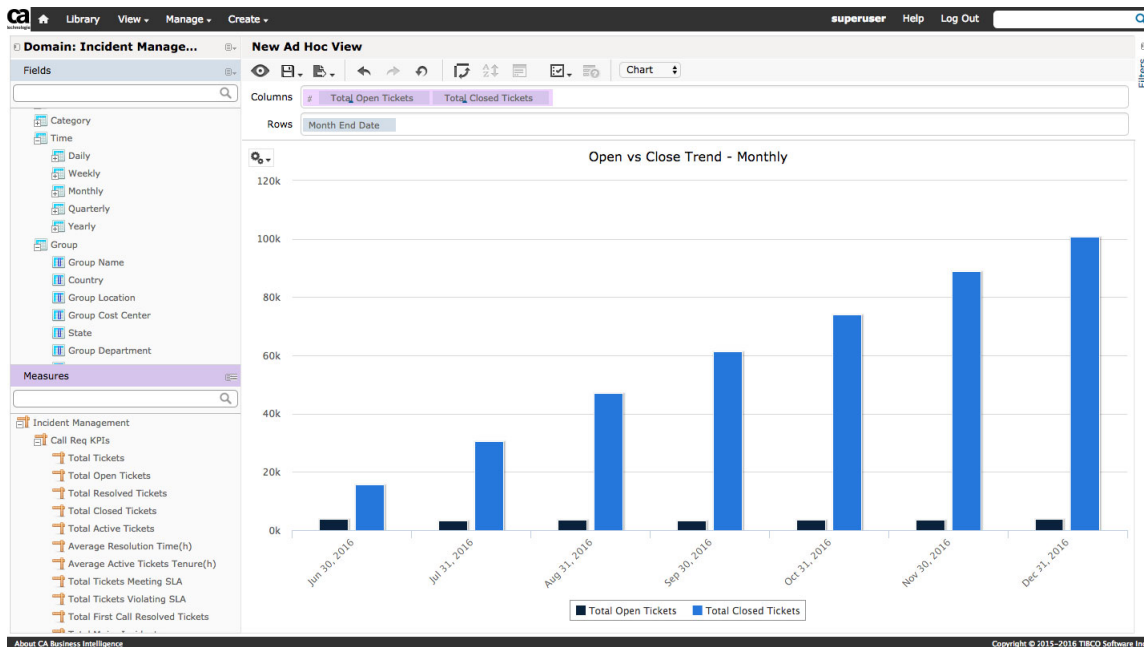 ca
technologies
Library View Manage Create superuser Help Log Out
Domain: Incident Manage...
New Ad Hoc View
Filters
Fields
Chart
Columns # Total Open Tickets Total Closed Tickets
Rows Month End Date
Category
Time
Daily
Weekly
Monthly
Quarterly
Yearly
Group
Group Name
Country
Group Location
Group Cost Center
State
Group Department
Measures
Incident Management
Call Req KPIs
Total Tickets
Total Open Tickets
Total Resolved Tickets
Total Closed Tickets
Total Active Tickets
Average Resolution Time(h)
Average Active Tickets Tenure(h)
Total Tickets Meeting SLA
Total Tickets Violating SLA
Total First Call Resolved Tickets
Open vs Close Trend - Monthly
120k
100k
80k
60k
40k
20k
0k
Jun 30, 2016
Jul 31, 2016
Aug 31, 2016
Sep 30, 2016
Oct 31, 2016
Nov 30, 2016
Dec 31, 2016
Total Open Tickets Total Closed Tickets
About CA Business Intelligence
Copyright © 2015-2016 TIBCO Software Inc